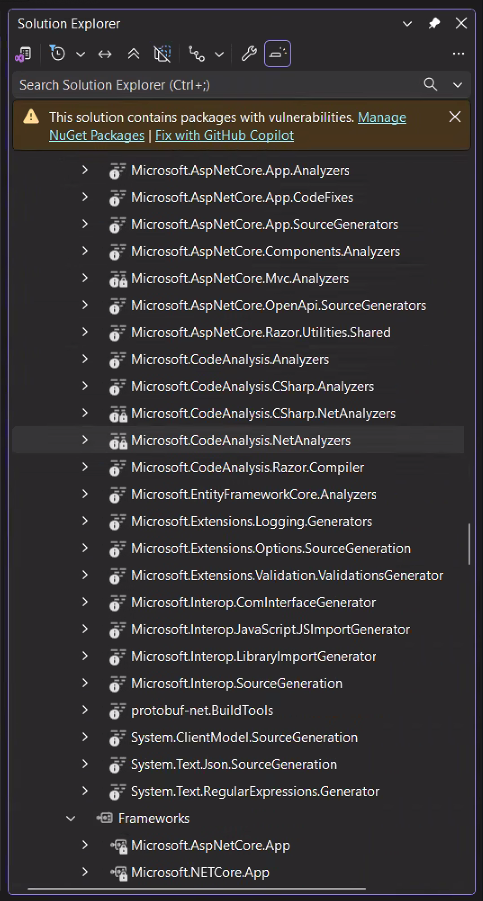 Solution Explorer
Search Solution Explorer (Ctrl+;)
This solution contains packages with vulnerabilities. Manage
NuGet Packages | Fix with GitHub Copilot
Microsoft.AspNetCore.App.Analyzers
Microsoft.AspNetCore.App.CodeFixes
Microsoft.AspNetCore.App.SourceGenerators
Microsoft.AspNetCore.Components.Analyzers
Microsoft.AspNetCore.Mvc.Analyzers
Microsoft.AspNetCore.OpenApi.SourceGenerators
Microsoft.AspNetCore.Razor.Utilities.Shared
Microsoft.CodeAnalysis.Analyzers
Microsoft.CodeAnalysis.CSharp.Analyzers
Microsoft.CodeAnalysis.CSharp.NetAnalyzers
Microsoft.CodeAnalysis.NetAnalyzers
Microsoft.CodeAnalysis.Razor.Compiler
Microsoft.EntityFrameworkCore.Analyzers
Microsoft.Extensions.Logging.Generators
Microsoft.Extensions.Options.SourceGeneration
Microsoft.Extensions.Validation.ValidationsGenerator
Microsoft.Interop.ComInterfaceGenerator
Microsoft.Interop.JavaScript.JSImportGenerator
Microsoft.Interop.LibraryImportGenerator
Microsoft.Interop.SourceGeneration
protobuf-net.BuildTools
System.ClientModel.SourceGeneration
System.Text.Json.SourceGeneration
System.Text.RegularExpressions.Generator
Frameworks
Microsoft.AspNetCore.App
Microsoft.NETCore.App